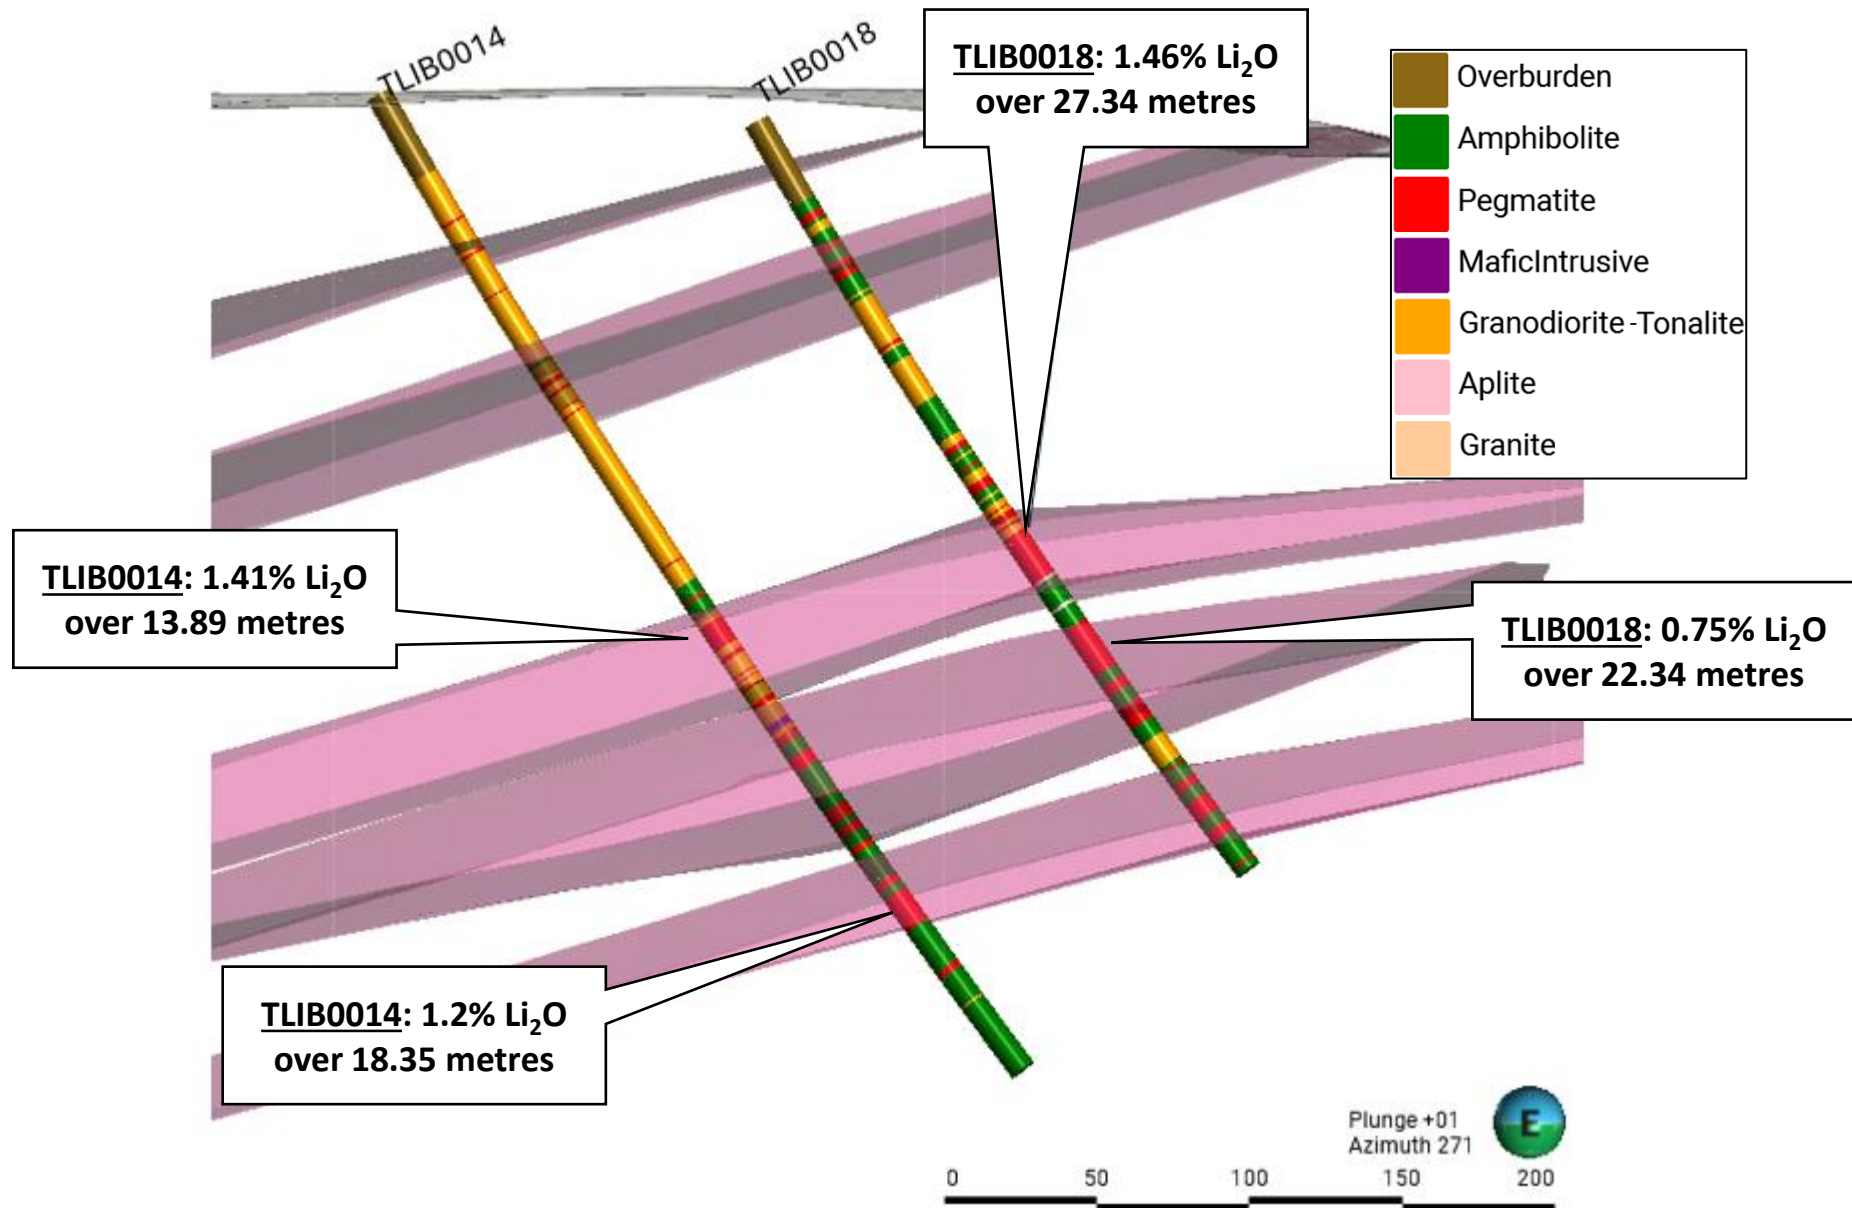 TLIB0014
TLIB0018
TLIB0018: 1.46% Li₂O
over 27.34 metres
Overburden
Amphibolite
Pegmatite
MaficIntrusive
Granodiorite-Tonalite
Aplite
Granite
TLIB0014: 1.41% Li₂O
over 13.89 metres
TLIB0018: 0.75% Li₂O
over 22.34 metres
TLIB0014: 1.2% Li₂O
over 18.35 metres
Plunge +01
Azimuth 271
E
0 50 100 150 200